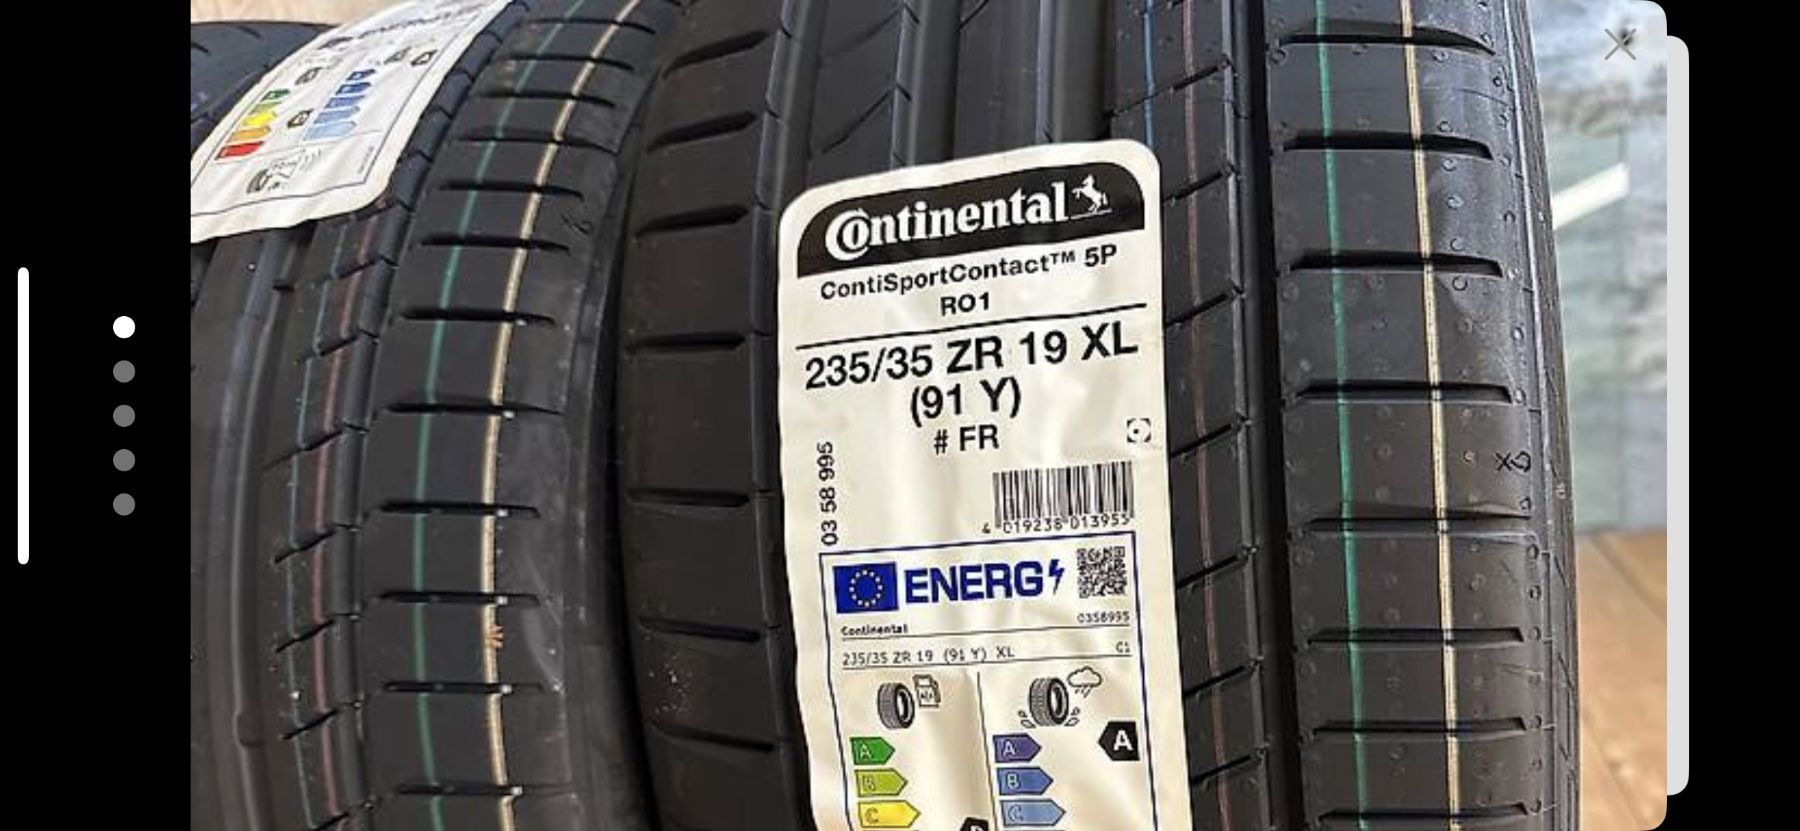 Continental
ContiSportContact™ 5P
RO1
235/35 ZR 19 XL
(91 Y)
# FR
03 58 995
4 019238 013955
ENERG
Continental
0358995
235/35 ZR 19 (91 Y) XL
C1
A
A
A
B
B
C
C